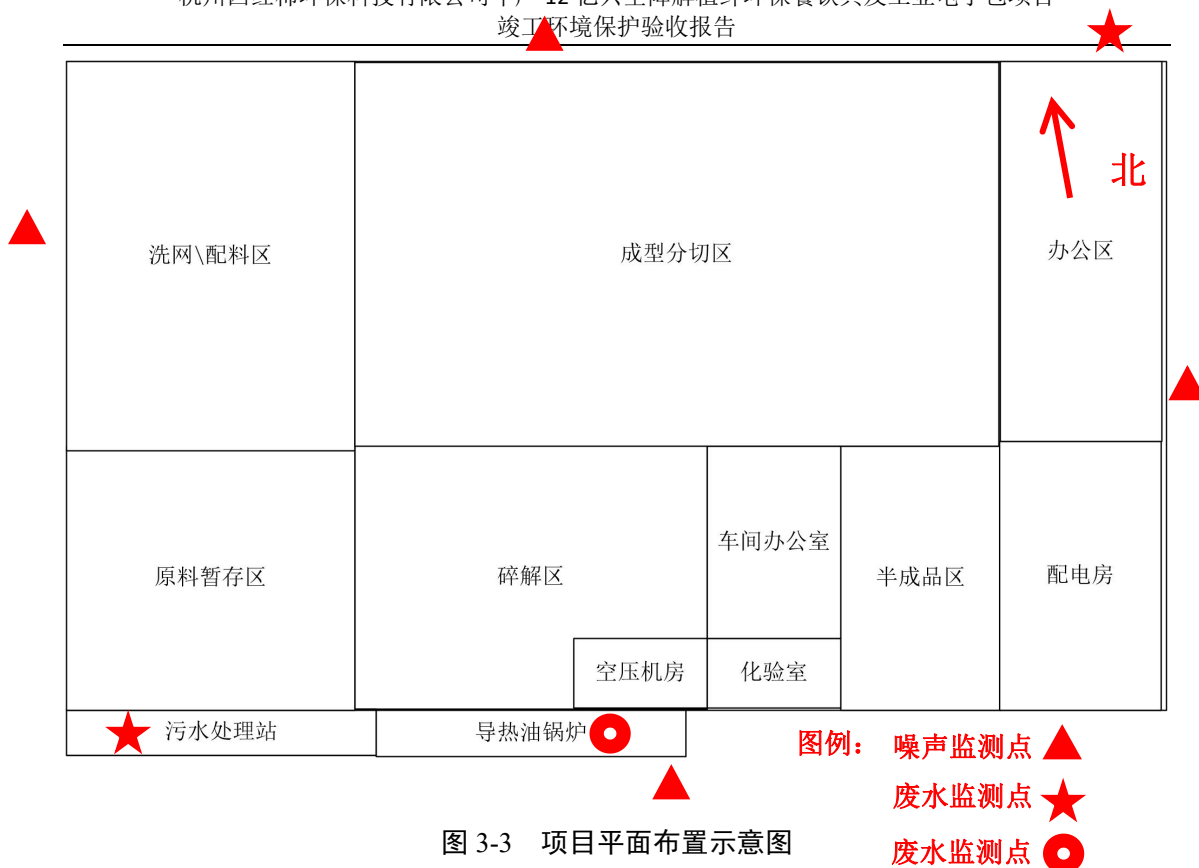 12
竣工环境保护验收报告
北
洗网\配料区
成型分切区
办公区
原料暂存区
碎解区
车间办公室
半成品区
配电房
空压机房
化验室
污水处理站
导热油锅炉
图例： 噪声监测点
废水监测点
废水监测点
图 3-3 项目平面布置示意图